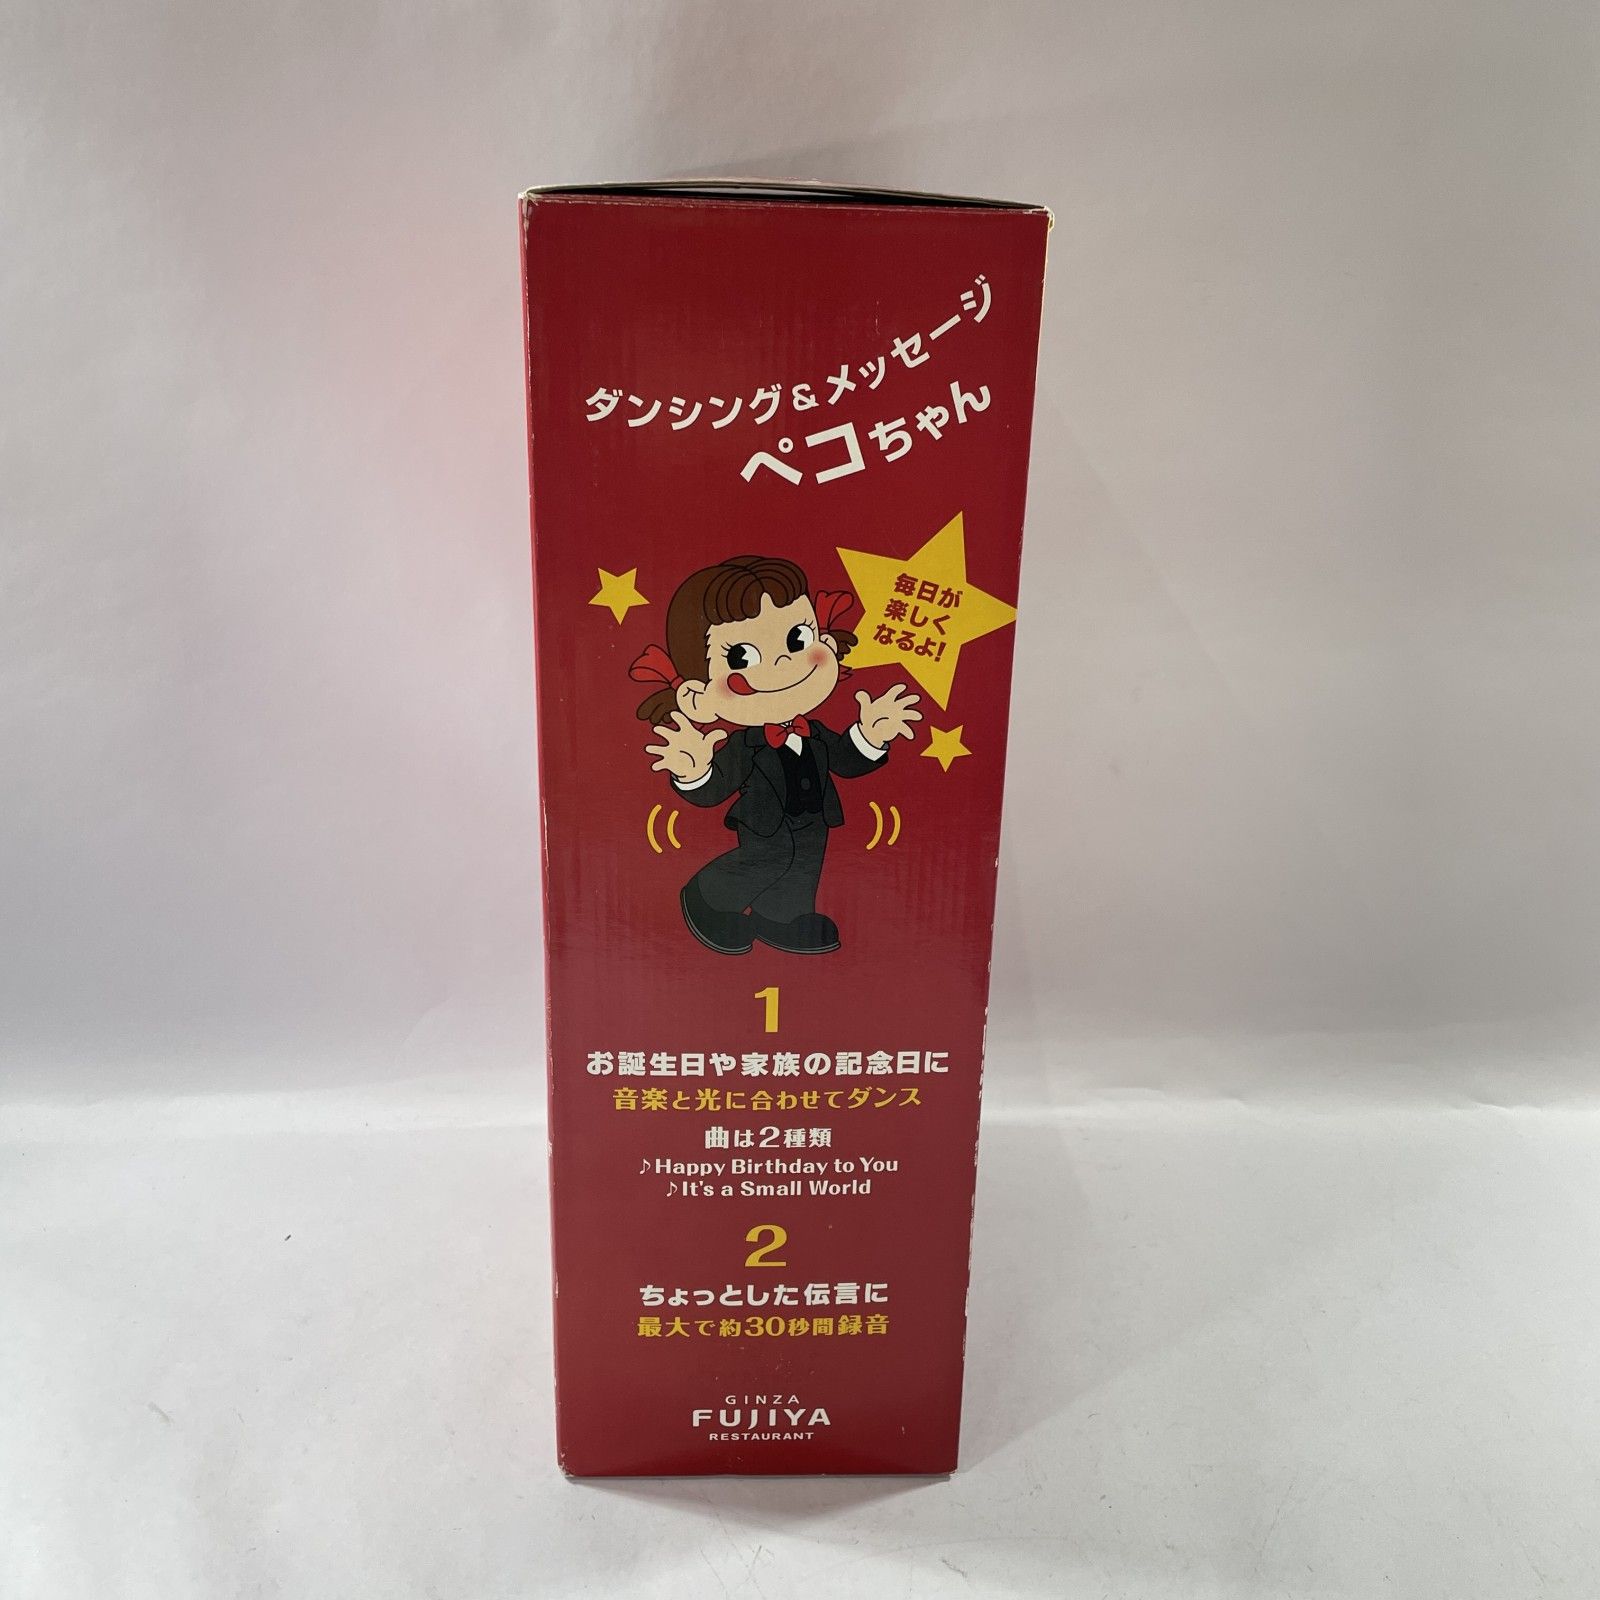 ダンシング&メッセージ
ペコちゃん
毎日が
楽しく
なるよ!
1
お誕生日や家族の記念日に
音楽と光に合わせてダンス
曲は2種類
♪Happy Birthday to You
♪It's a Small World
2
ちょっとした伝言に
最大で約30秒間録音
GINZA
FUJIYA
RESTAURANT